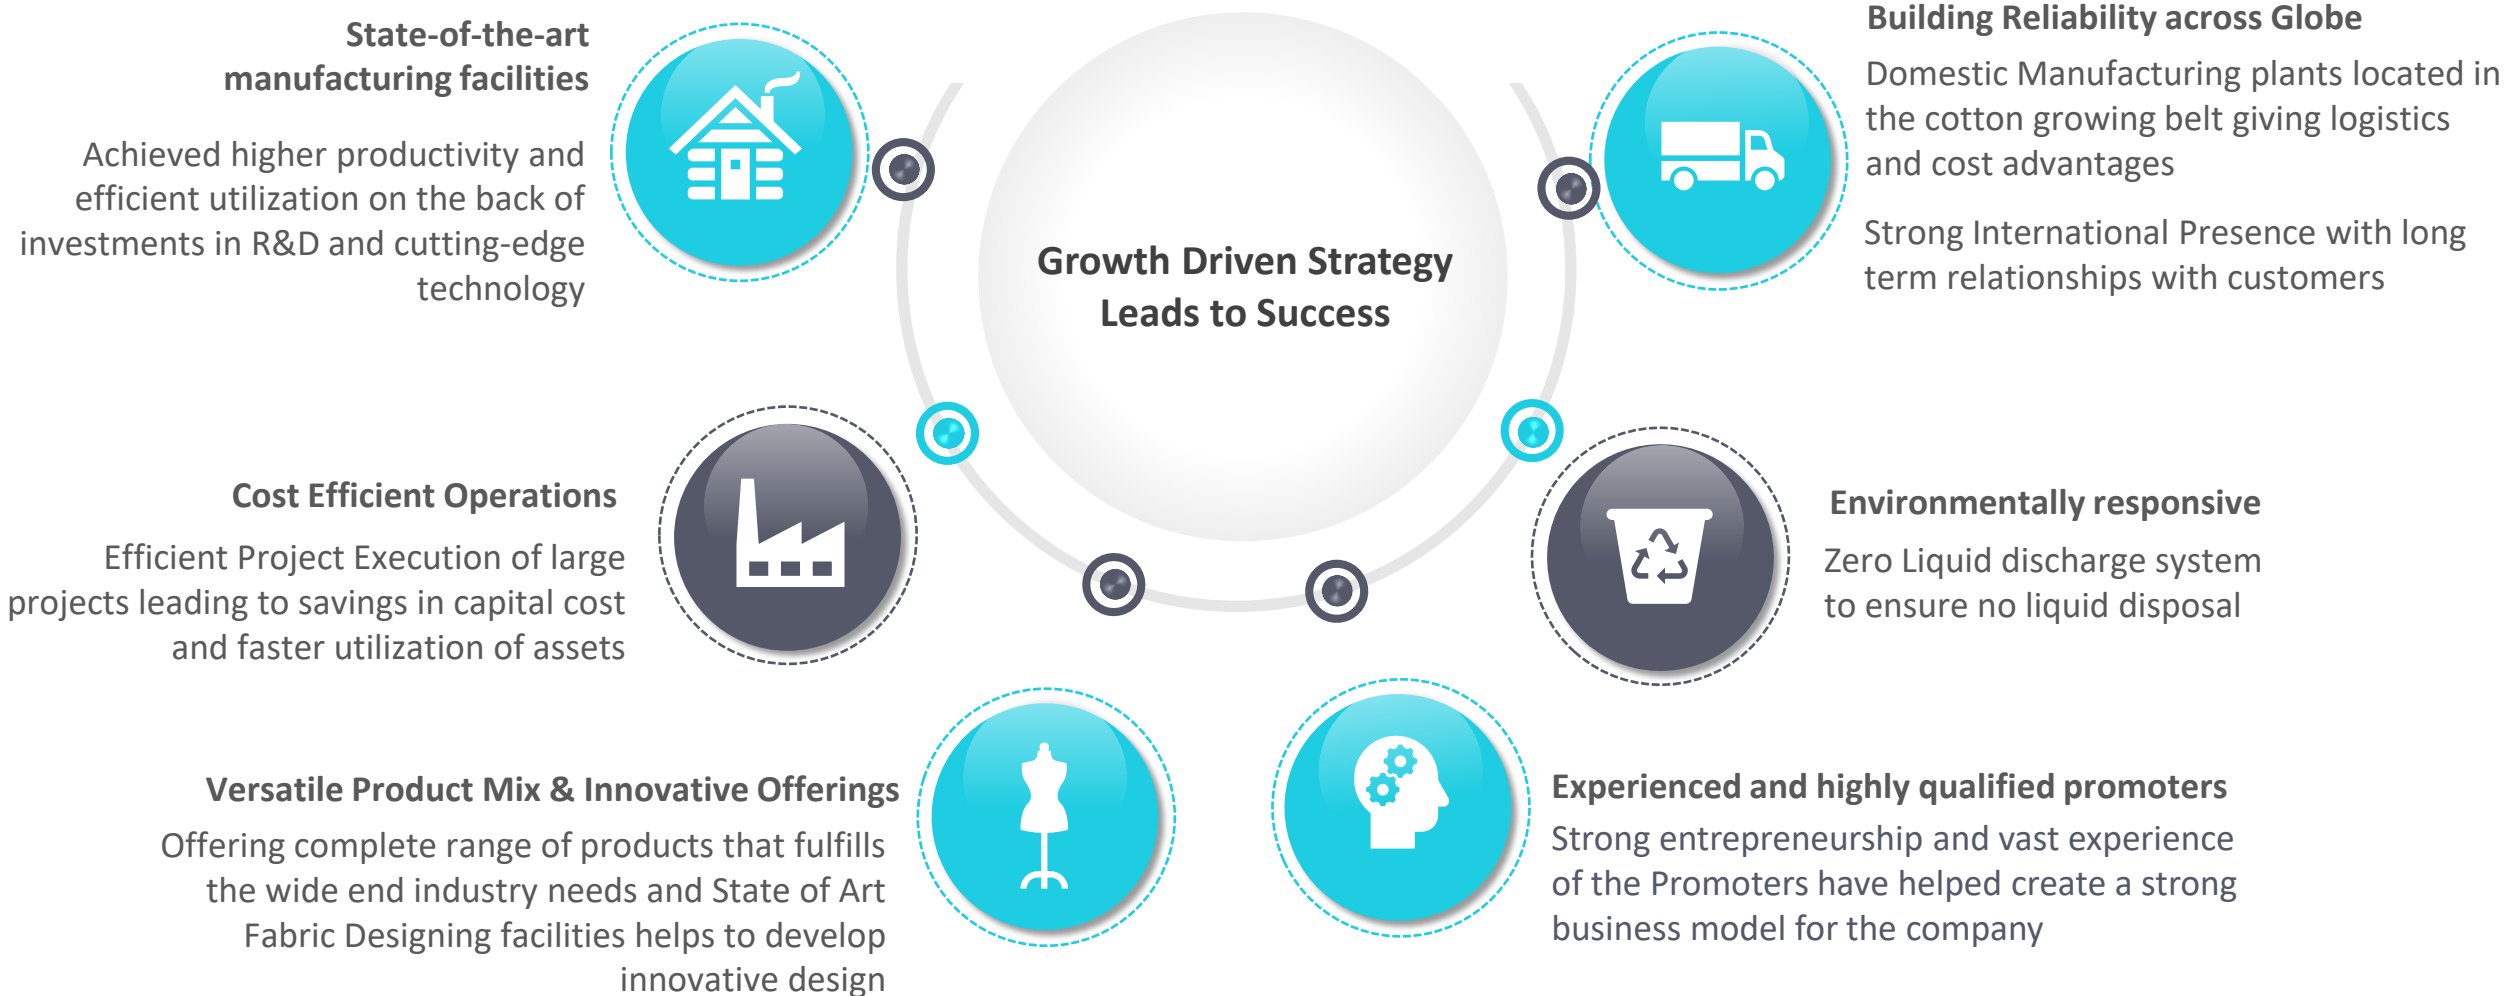 State-of-the-art
manufacturing facilities
Achieved higher productivity and
efficient utilization on the back of
investments in R&D and cutting-edge
technology
Cost Efficient Operations
Efficient Project Execution of large
projects leading to savings in capital cost
and faster utilization of assets
Versatile Product Mix & Innovative Offerings
Offering complete range of products that fulfills
the wide end industry needs and State of Art
Fabric Designing facilities helps to develop
innovative design
Growth Driven Strategy
Leads to Success
Building Reliability across Globe
Domestic Manufacturing plants located in
the cotton growing belt giving logistics
and cost advantages
Strong International Presence with long
term relationships with customers
Environmentally responsive
Zero Liquid discharge system
to ensure no liquid disposal
Experienced and highly qualified promoters
Strong entrepreneurship and vast experience
of the Promoters have helped create a strong
business model for the company